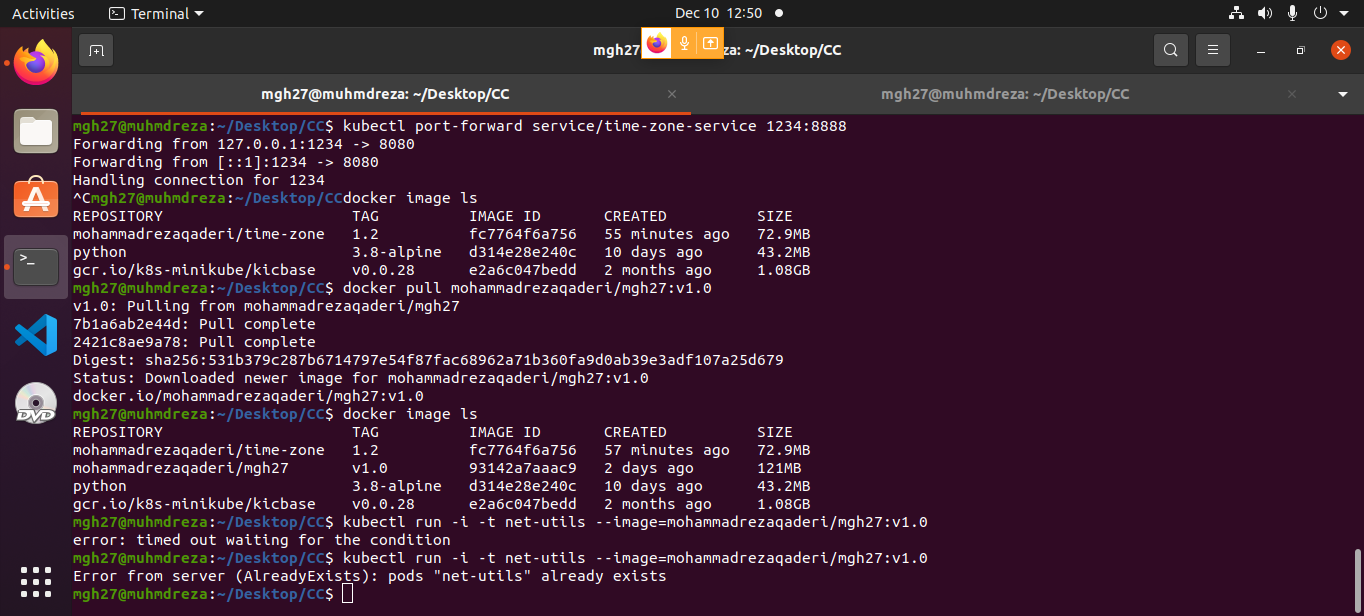 Activities
Terminal
Dec 10 12:50
mgh27
za: ~/Desktop/CC
mgh27@muhmdreza: ~/Desktop/CC
mgh27@muhmdreza: ~/Desktop/CC
mgh27@muhmdreza:~/Desktop/CC$ kubectl port-forward service/time-zone-service 1234:8888
Forwarding from 127.0.0.1:1234 -> 8080
Forwarding from [::1]:1234 -> 8080
Handling connection for 1234
^Cmgh27@muhmdreza:~/Desktop/CCdocker image ls
REPOSITORY TAG IMAGE ID CREATED SIZE
mohammadrezaqaderi/time-zone 1.2 fc7764f6a756 55 minutes ago 72.9MB
python 3.8-alpine d314e28e240c 10 days ago 43.2MB
gcr.io/k8s-minikube/kicbase v0.0.28 e2a6c047bedd 2 months ago 1.08GB
mgh27@muhmdreza:~/Desktop/CC$ docker pull mohammadrezaqaderi/mgh27:v1.0
v1.0: Pulling from mohammadrezaqaderi/mgh27
7b1a6ab2e44d: Pull complete
2421c8ae9a78: Pull complete
Digest: sha256:531b379c287b6714797e54f87fac68962a71b360fa9d0ab39e3adf107a25d679
Status: Downloaded newer image for mohammadrezaqaderi/mgh27:v1.0
docker.io/mohammadrezaqaderi/mgh27:v1.0
mgh27@muhmdreza:~/Desktop/CC$ docker image ls
REPOSITORY TAG IMAGE ID CREATED SIZE
mohammadrezaqaderi/time-zone 1.2 fc7764f6a756 57 minutes ago 72.9MB
mohammadrezaqaderi/mgh27 v1.0 93142a7aaac9 2 days ago 121MB
python 3.8-alpine d314e28e240c 10 days ago 43.2MB
gcr.io/k8s-minikube/kicbase v0.0.28 e2a6c047bedd 2 months ago 1.08GB
mgh27@muhmdreza:~/Desktop/CC$ kubectl run -i -t net-utils --image=mohammadrezaqaderi/mgh27:v1.0
error: timed out waiting for the condition
mgh27@muhmdreza:~/Desktop/CC$ kubectl run -i -t net-utils --image=mohammadrezaqaderi/mgh27:v1.0
Error from server (AlreadyExists): pods "net-utils" already exists
mgh27@muhmdreza:~/Desktop/CC$
>_
DVD